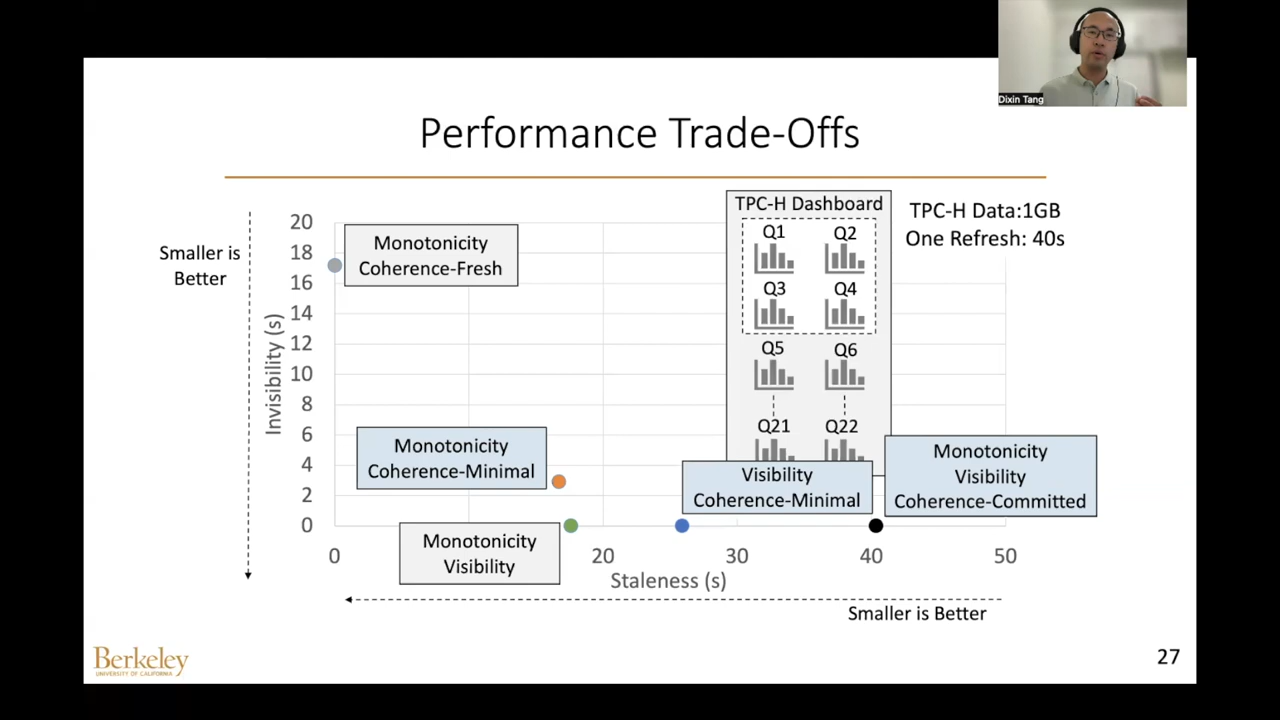 Dixin Tang
Performance Trade-Offs
Smaller is
Better
Invisibility (s)
20
18
16
14
12
10
8
6
4
2
0
Monotonicity
Coherence-Fresh
TPC-H Dashboard
Q1
Q2
Q3
Q4
Q5
Q6
Q21
Q22
TPC-H Data:1GB
One Refresh: 40s
Monotonicity
Coherence-Minimal
Visibility
Coherence-Minimal
Monotonicity
Visibility
Coherence-Committed
Monotonicity
Visibility
0
20
30
40
50
Staleness (s)
Smaller is Better
Berkeley
UNIVERSITY OF CALIFORNIA
27